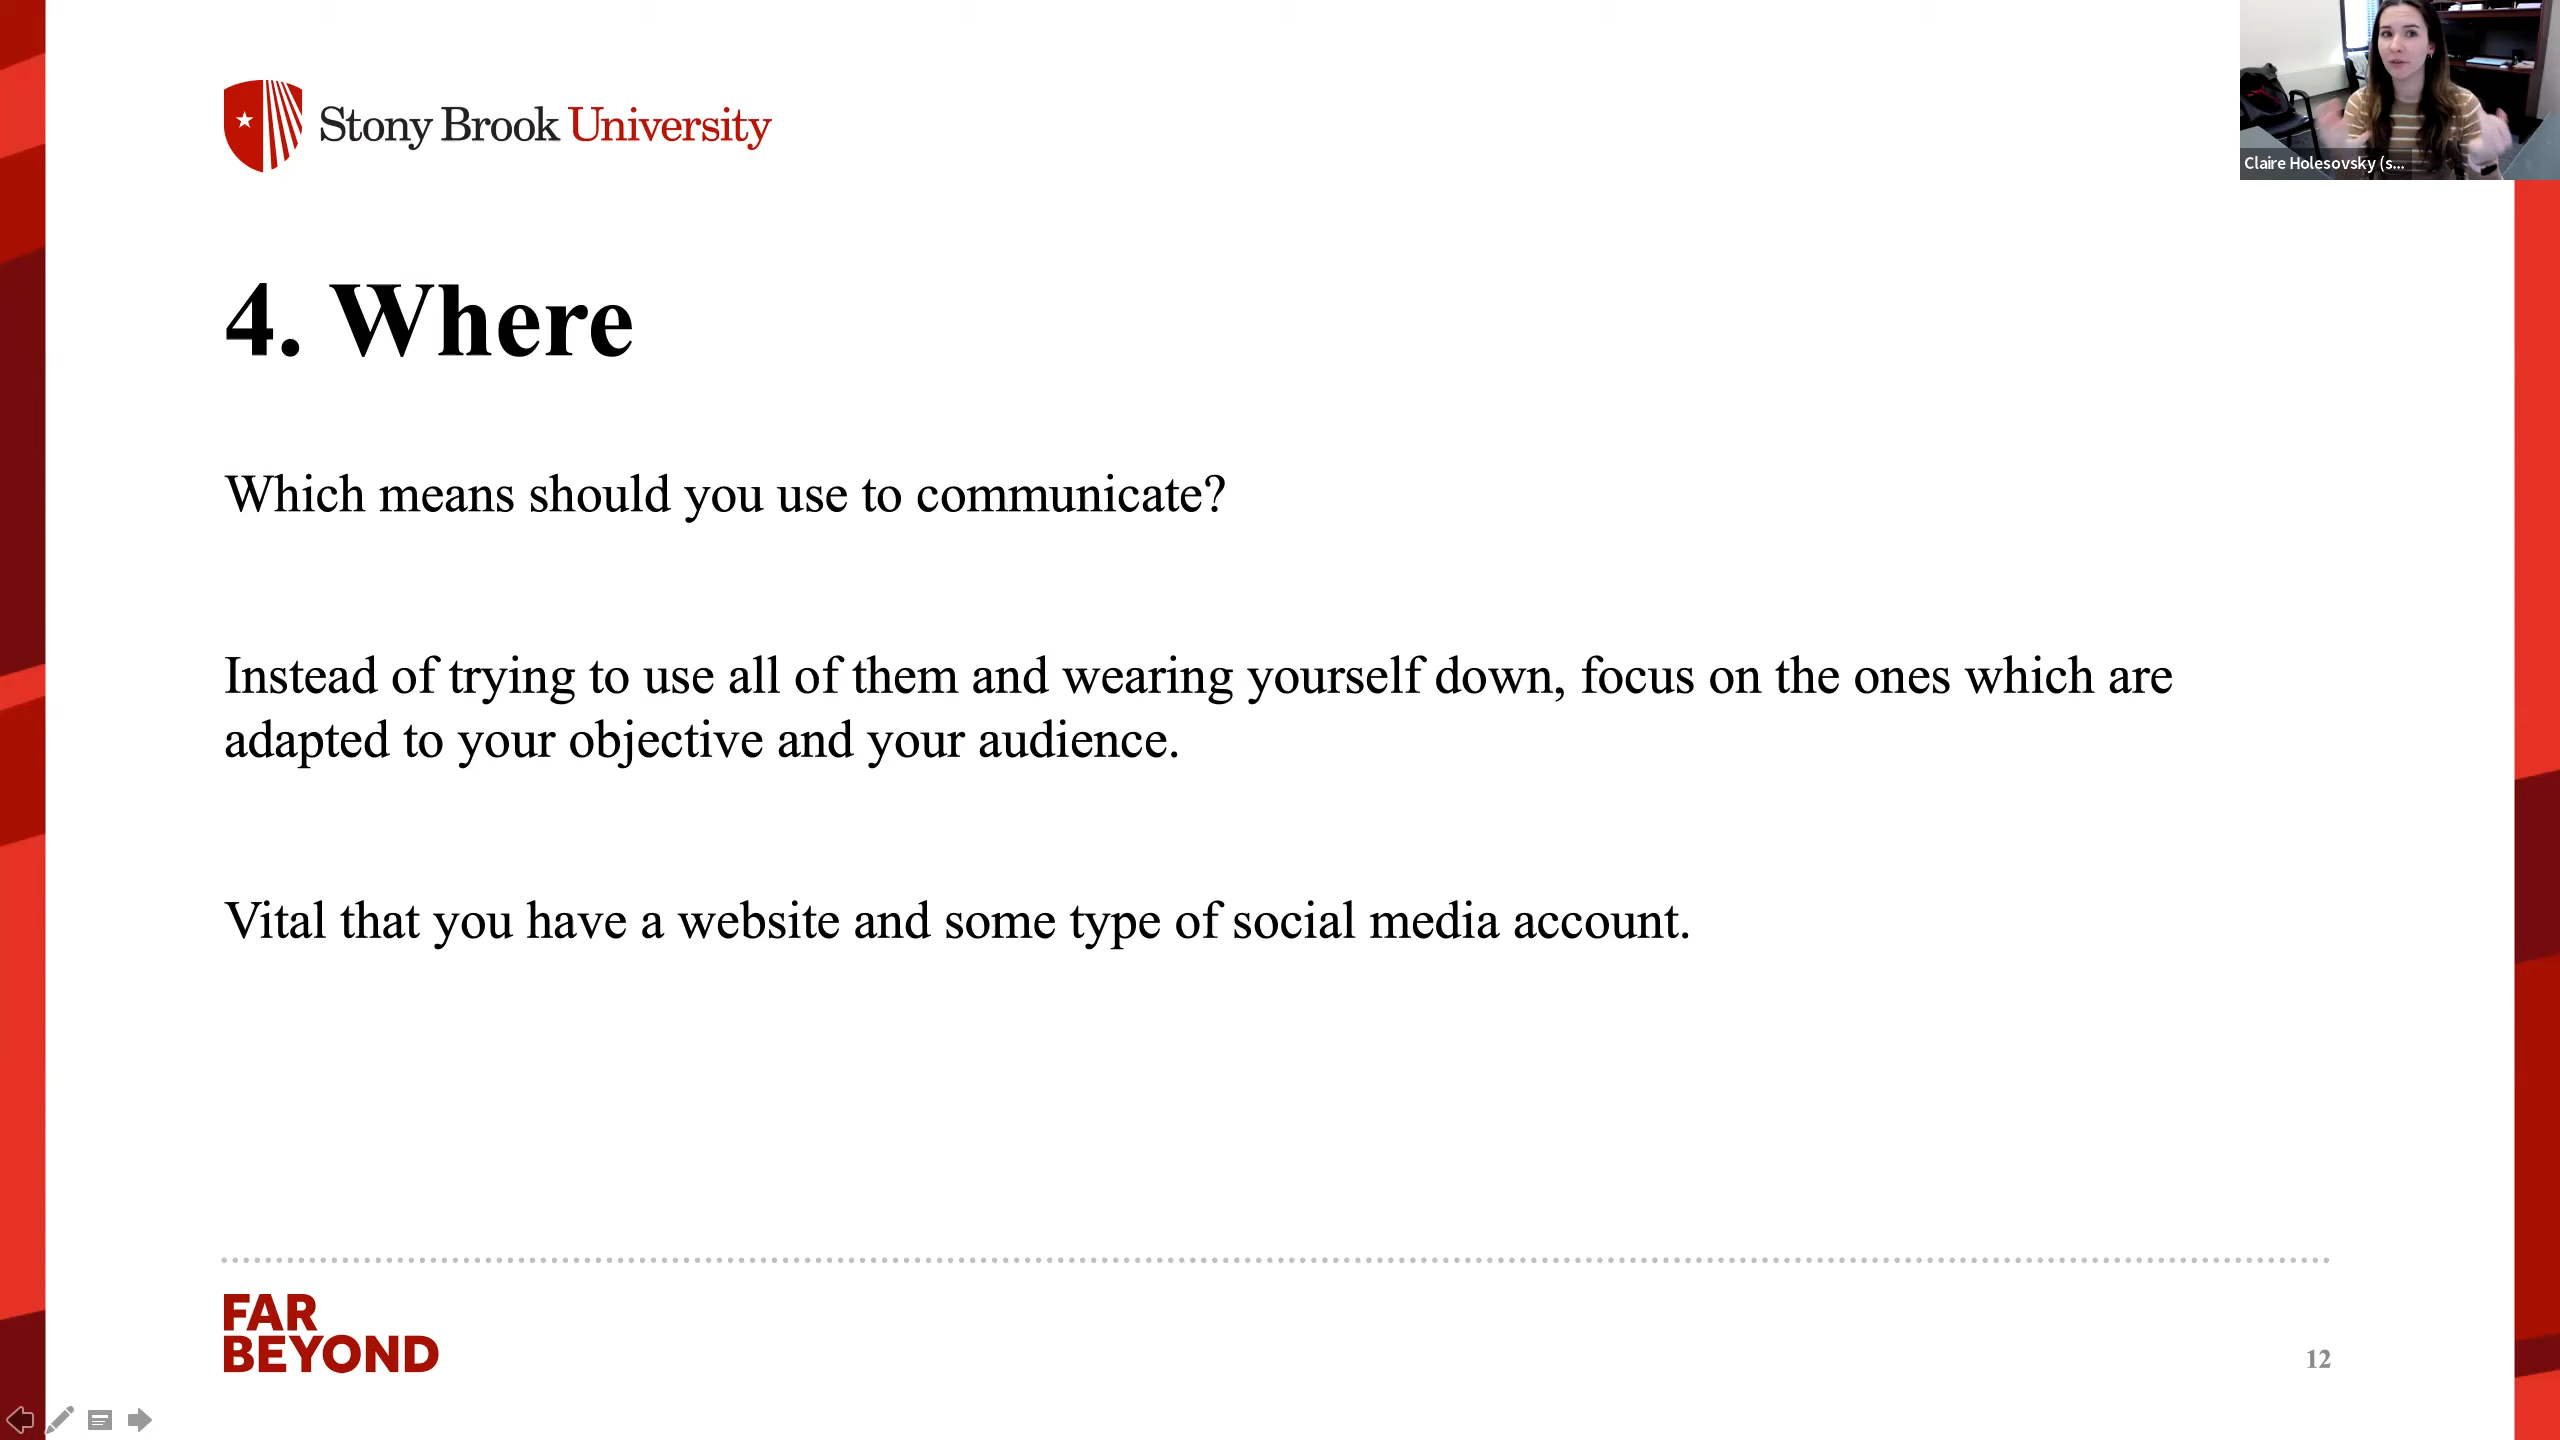 Stony Brook University
Claire Holesovsky (s...
4. Where
Which means should you use to communicate?
Instead of trying to use all of them and wearing yourself down, focus on the ones which are
adapted to your objective and your audience.
Vital that you have a website and some type of social media account.
FAR
BEYOND
12